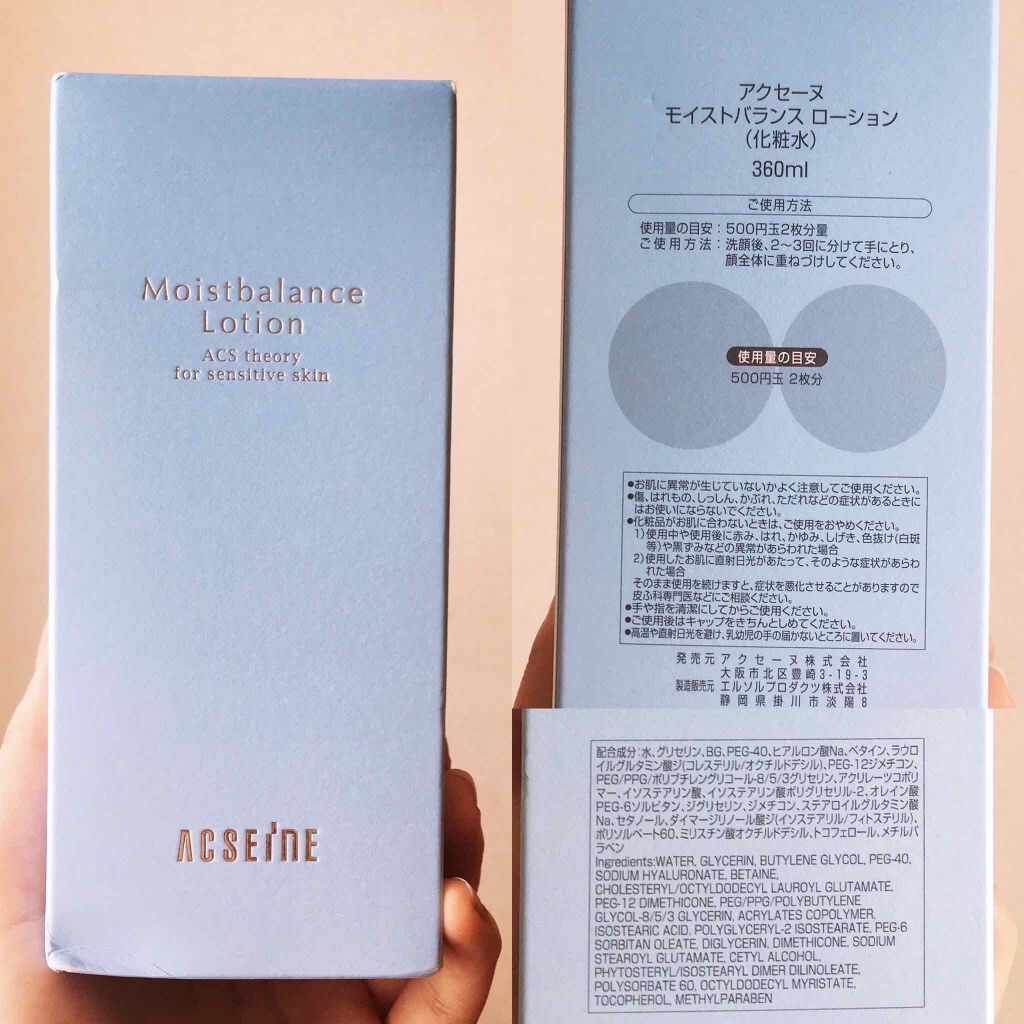 Moistbalance
Lotion
ACS theory
for sensitive skin
ACSEINE
アクセーヌ
モイストバランス ローション
(化粧水)
360ml
ご使用方法
使用量の目安：500円玉2枚分量
ご使用方法：洗顔後、2〜3回に分けて手にとり、
顔全体に重ねづけしてください。
使用量の目安
500円玉 2枚分
●お肌に異常が生じていないかよく注意してご使用ください。
●傷、はれもの、しっしん、かぶれ、ただれなどの症状があるときに
はお使いにならないでください。
●化粧品がお肌に合わないときは、ご使用をおやめください。
1)使用中や使用後に赤み、はれ、かゆみ、しげき、色抜け(白斑
等)や黒ずみなどの異常があらわれた場合
2)使用したお肌に直射日光があたって、そのような症状があらわ
れた場合
そのまま使用を続けますと、症状を悪化させることがありますので
皮ふ科専門医などにご相談ください。
●手や指を清潔にしてからご使用ください。
●ご使用後はキャップをきちんとしめてください。
●高温や直射日光を避け、乳幼児の手の届かないところに置いてください。
発売元 アクセーヌ株式会社
大阪市北区豊崎3-19-3
製造販売元 エルソルプロダクツ株式会社
静岡県掛川市淡陽8
配合成分：水、グリセリン、BG、PEG-40、ヒアルロン酸Na、ベタイン、ラウロ
イルグルタミン酸ジ(コレステリル/オクチルドデシル)、PEG-12ジメチコン、
PEG/PPG/ポリブチレングリコール-8/5/3グリセリン、アクリレーツコポリ
マー、イソステアリン酸、イソステアリン酸ポリグリセリル-2、オレイン酸
PEG-6ソルビタン、ジグリセリン、ジメチコン、ステアロイルグルタミン酸
Na、セタノール、ダイマージリノール酸ジ(イソステアリル/フィトステリル)、
ポリソルベート60、ミリスチン酸オクチルドデシル、トコフェロール、メチルパ
ラベン
Ingredients:WATER, GLYCERIN, BUTYLENE GLYCOL, PEG-40,
SODIUM HYALURONATE, BETAINE,
CHOLESTERYL/OCTYLDODECYL LAUROYL GLUTAMATE,
PEG-12 DIMETHICONE, PEG/PPG/POLYBUTYLENE
GLYCOL-8/5/3 GLYCERIN, ACRYLATES COPOLYMER,
ISOSTEARIC ACID, POLYGLYCERYL-2 ISOSTEARATE, PEG-6
SORBITAN OLEATE, DIGLYCERIN, DIMETHICONE, SODIUM
STEAROYL GLUTAMATE, CETYL ALCOHOL,
PHYTOSTERYL/ISOSTEARYL DIMER DILINOLEATE,
POLYSORBATE 60, OCTYLDODECYL MYRISTATE,
TOCOPHEROL, METHYLPARABEN